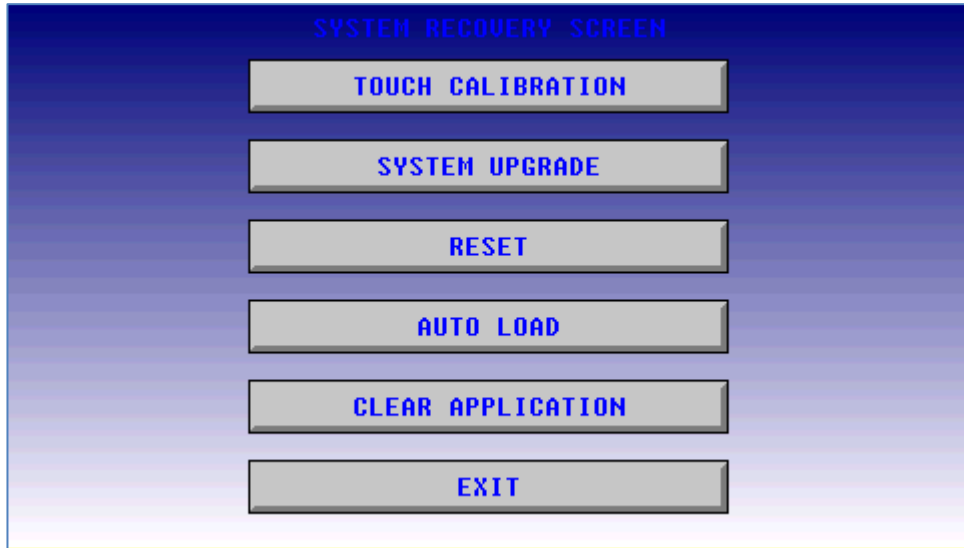 SYSTEM RECOVERY SCREEN
TOUCH CALIBRATION
SYSTEM UPGRADE
RESET
AUTO LOAD
CLEAR APPLICATION
EXIT